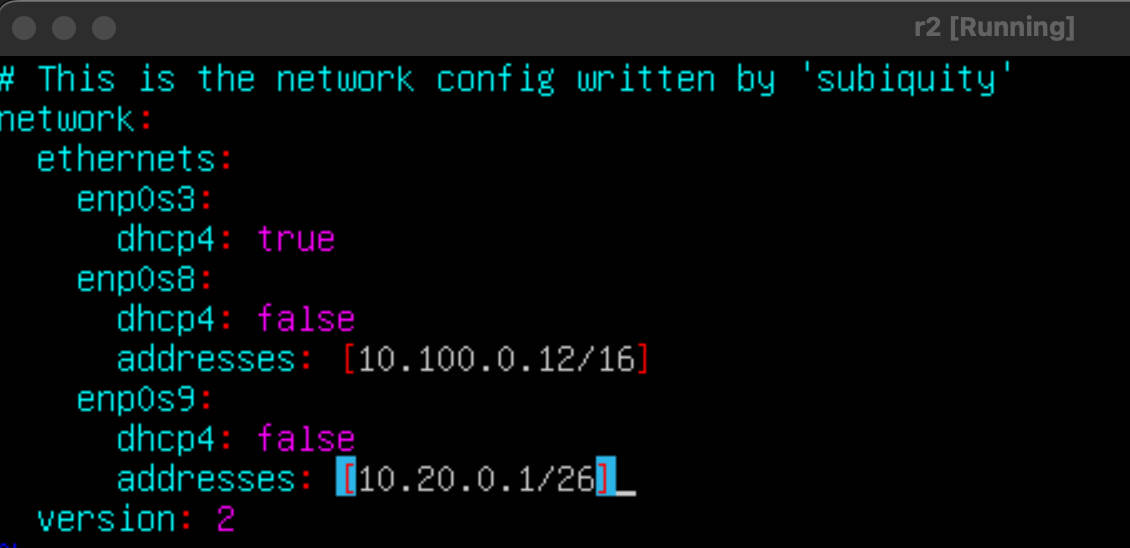 r2 [Running]
# This is the network config written by 'subiquity'
network:
  ethernets:
    enp0s3:
      dhcp4: true
    enp0s8:
      dhcp4: false
      addresses: [10.100.0.12/16]
    enp0s9:
      dhcp4: false
      addresses: [10.20.0.1/26]_
  version: 2